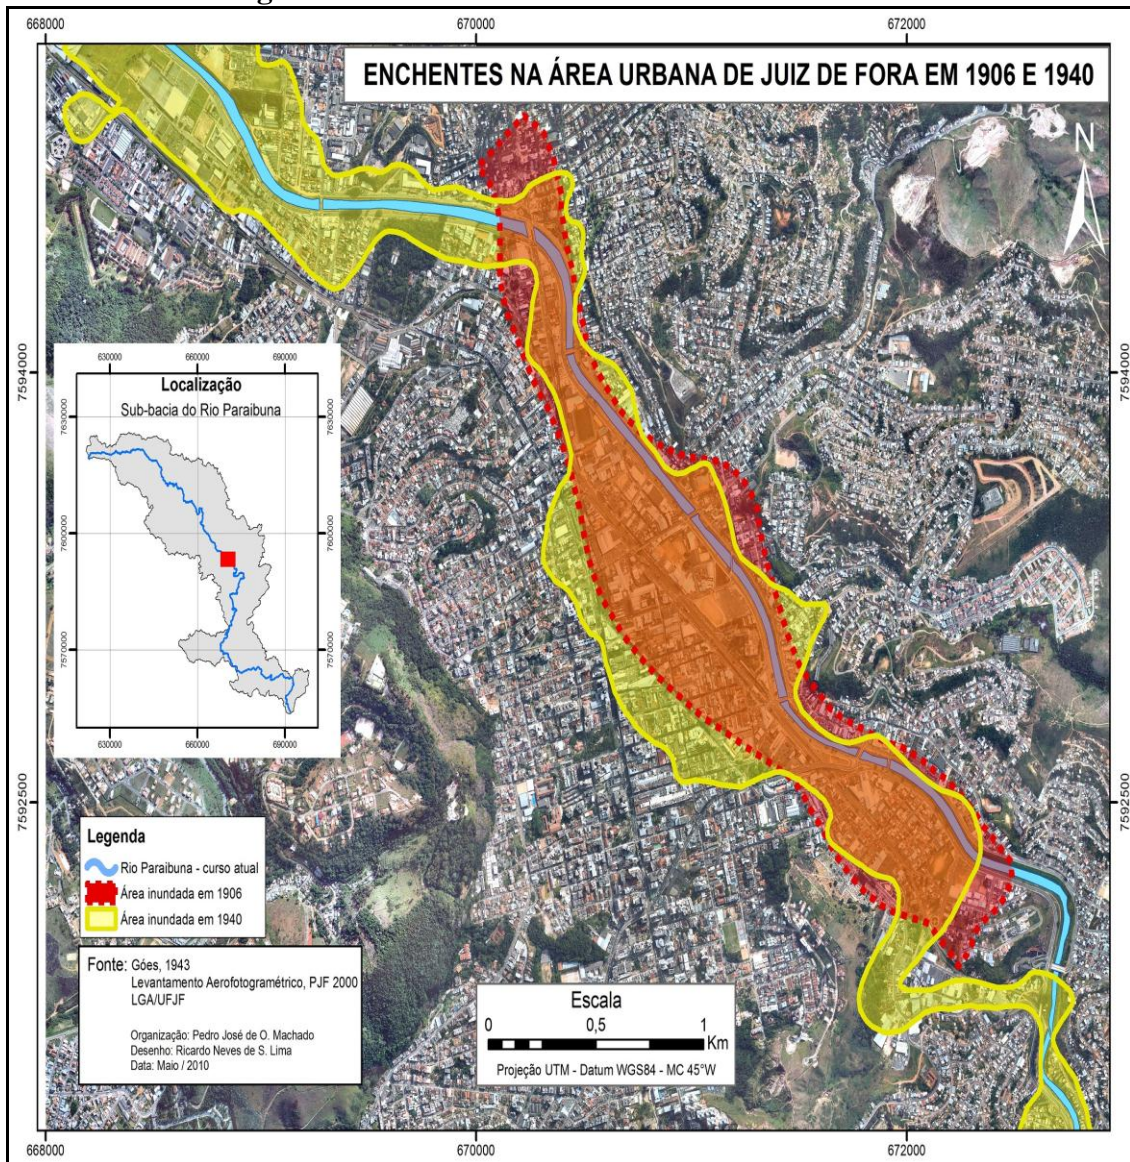 668000
670000
672000
ENCHENTES NA ÁREA URBANA DE JUIZ DE FORA EM 1906 E 1940
N
7594000
7594000
630000 660000 690000
Localização
Sub-bacia do Rio Paraibuna
7630000
7630000
7600000
7600000
7570000
7570000
630000 660000 690000
7592500
7592500
Legenda
Rio Paraibuna - curso atual
Área inundada em 1906
Área inundada em 1940
Fonte: Góes, 1943
Levantamento Aerofotogramétrico, PJF 2000
LGA/UFJF
Organização: Pedro José de O. Machado
Desenho: Ricardo Neves de S. Lima
Data: Maio / 2010
Escala
0 0,5 1
Km
Projeção UTM - Datum WGS84 - MC 45°W
668000
670000
672000